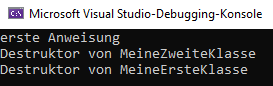 Microsoft Visual Studio-Debugging-Konsole
erste Anweisung
Destruktor von MeineZweiteKlasse
Destruktor von MeineErsteKlasse